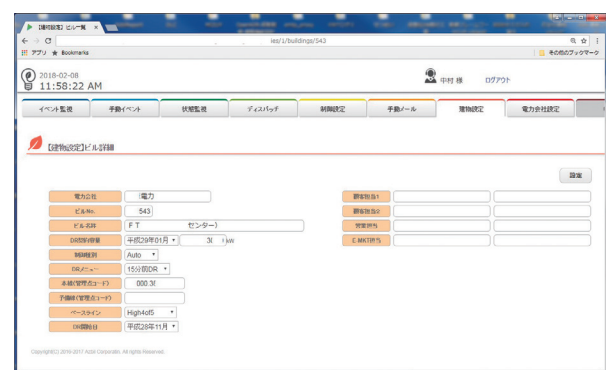 【建物設定】ビル一覧
ies/1/buildings/543
アプリ ★ Bookmarks
その他のブックマーク
2018-02-08
11:58:22 AM
中村 様 ログアウト
イベント監視 手動イベント 状態監視 ディスパッチ 制御設定 手動メール 建物設定 電力会社設定
【建物設定】ビル詳細
設定
電力会社 電力 顧客担当1
ビルNo. 543 顧客担当2
ビル名称 F T センター) 営業担当
DR契約容量 平成29年01月 3( kW E-MKT担当
制御種別 Auto
DRメニュー 15分前DR
本線(管理点コード) 000 3(
予備線(管理点コード)
ベースライン High4of5
DR開始日 平成28年11月
Copyright(C) 2016-2017 Azbil Corporation. All Rights Reserved.